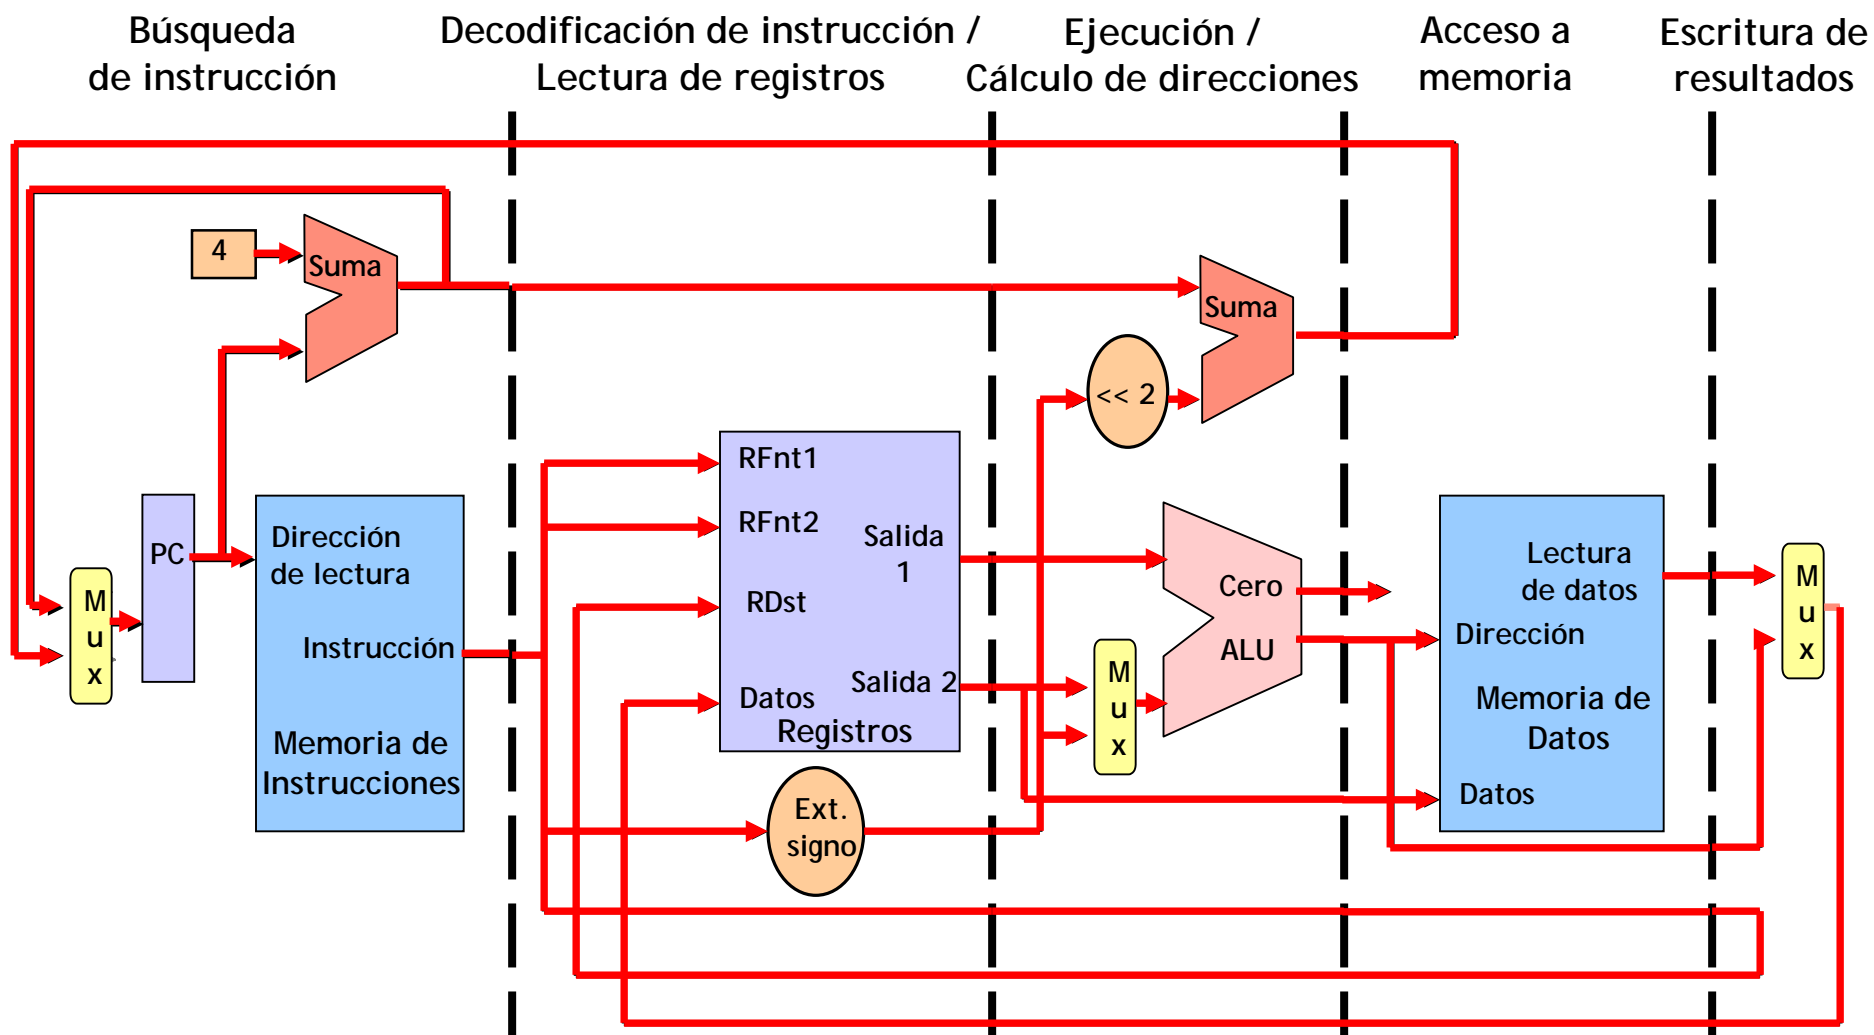 Búsqueda
de instrucción
Decodificación de instrucción /
Lectura de registros
Ejecución /
Cálculo de direcciones
Acceso a
memoria
Escritura de
resultados
4
Suma
Suma
<< 2
PC
Dirección
de lectura
Instrucción
Memoria de
Instrucciones
M
u
x
RFnt1
RFnt2
Salida
1
RDst
Salida 2
Datos
Registros
Ext.
signo
M
u
x
Cero
ALU
Lectura
de datos
Dirección
Memoria de
Datos
Datos
M
u
x